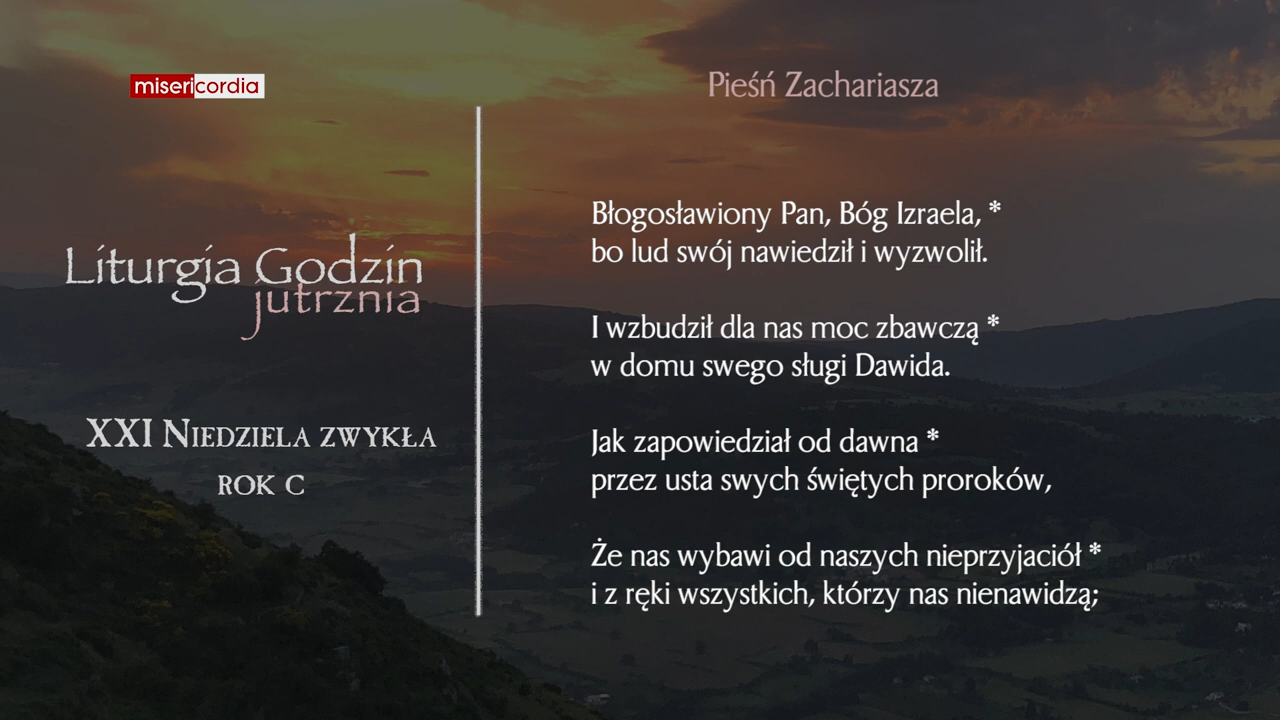 misericordia
Liturgia Godzin
jutrznia
XXI Niedziela zwykła
rok C
Pieśń Zachariasza
Błogosławiony Pan, Bóg Izraela, *
bo lud swój nawiedził i wyzwolił.
I wzbudził dla nas moc zbawczą *
w domu swego sługi Dawida.
Jak zapowiedział od dawna *
przez usta swych świętych proroków,
Że nas wybawi od naszych nieprzyjaciół *
i z ręki wszystkich, którzy nas nienawidzą;